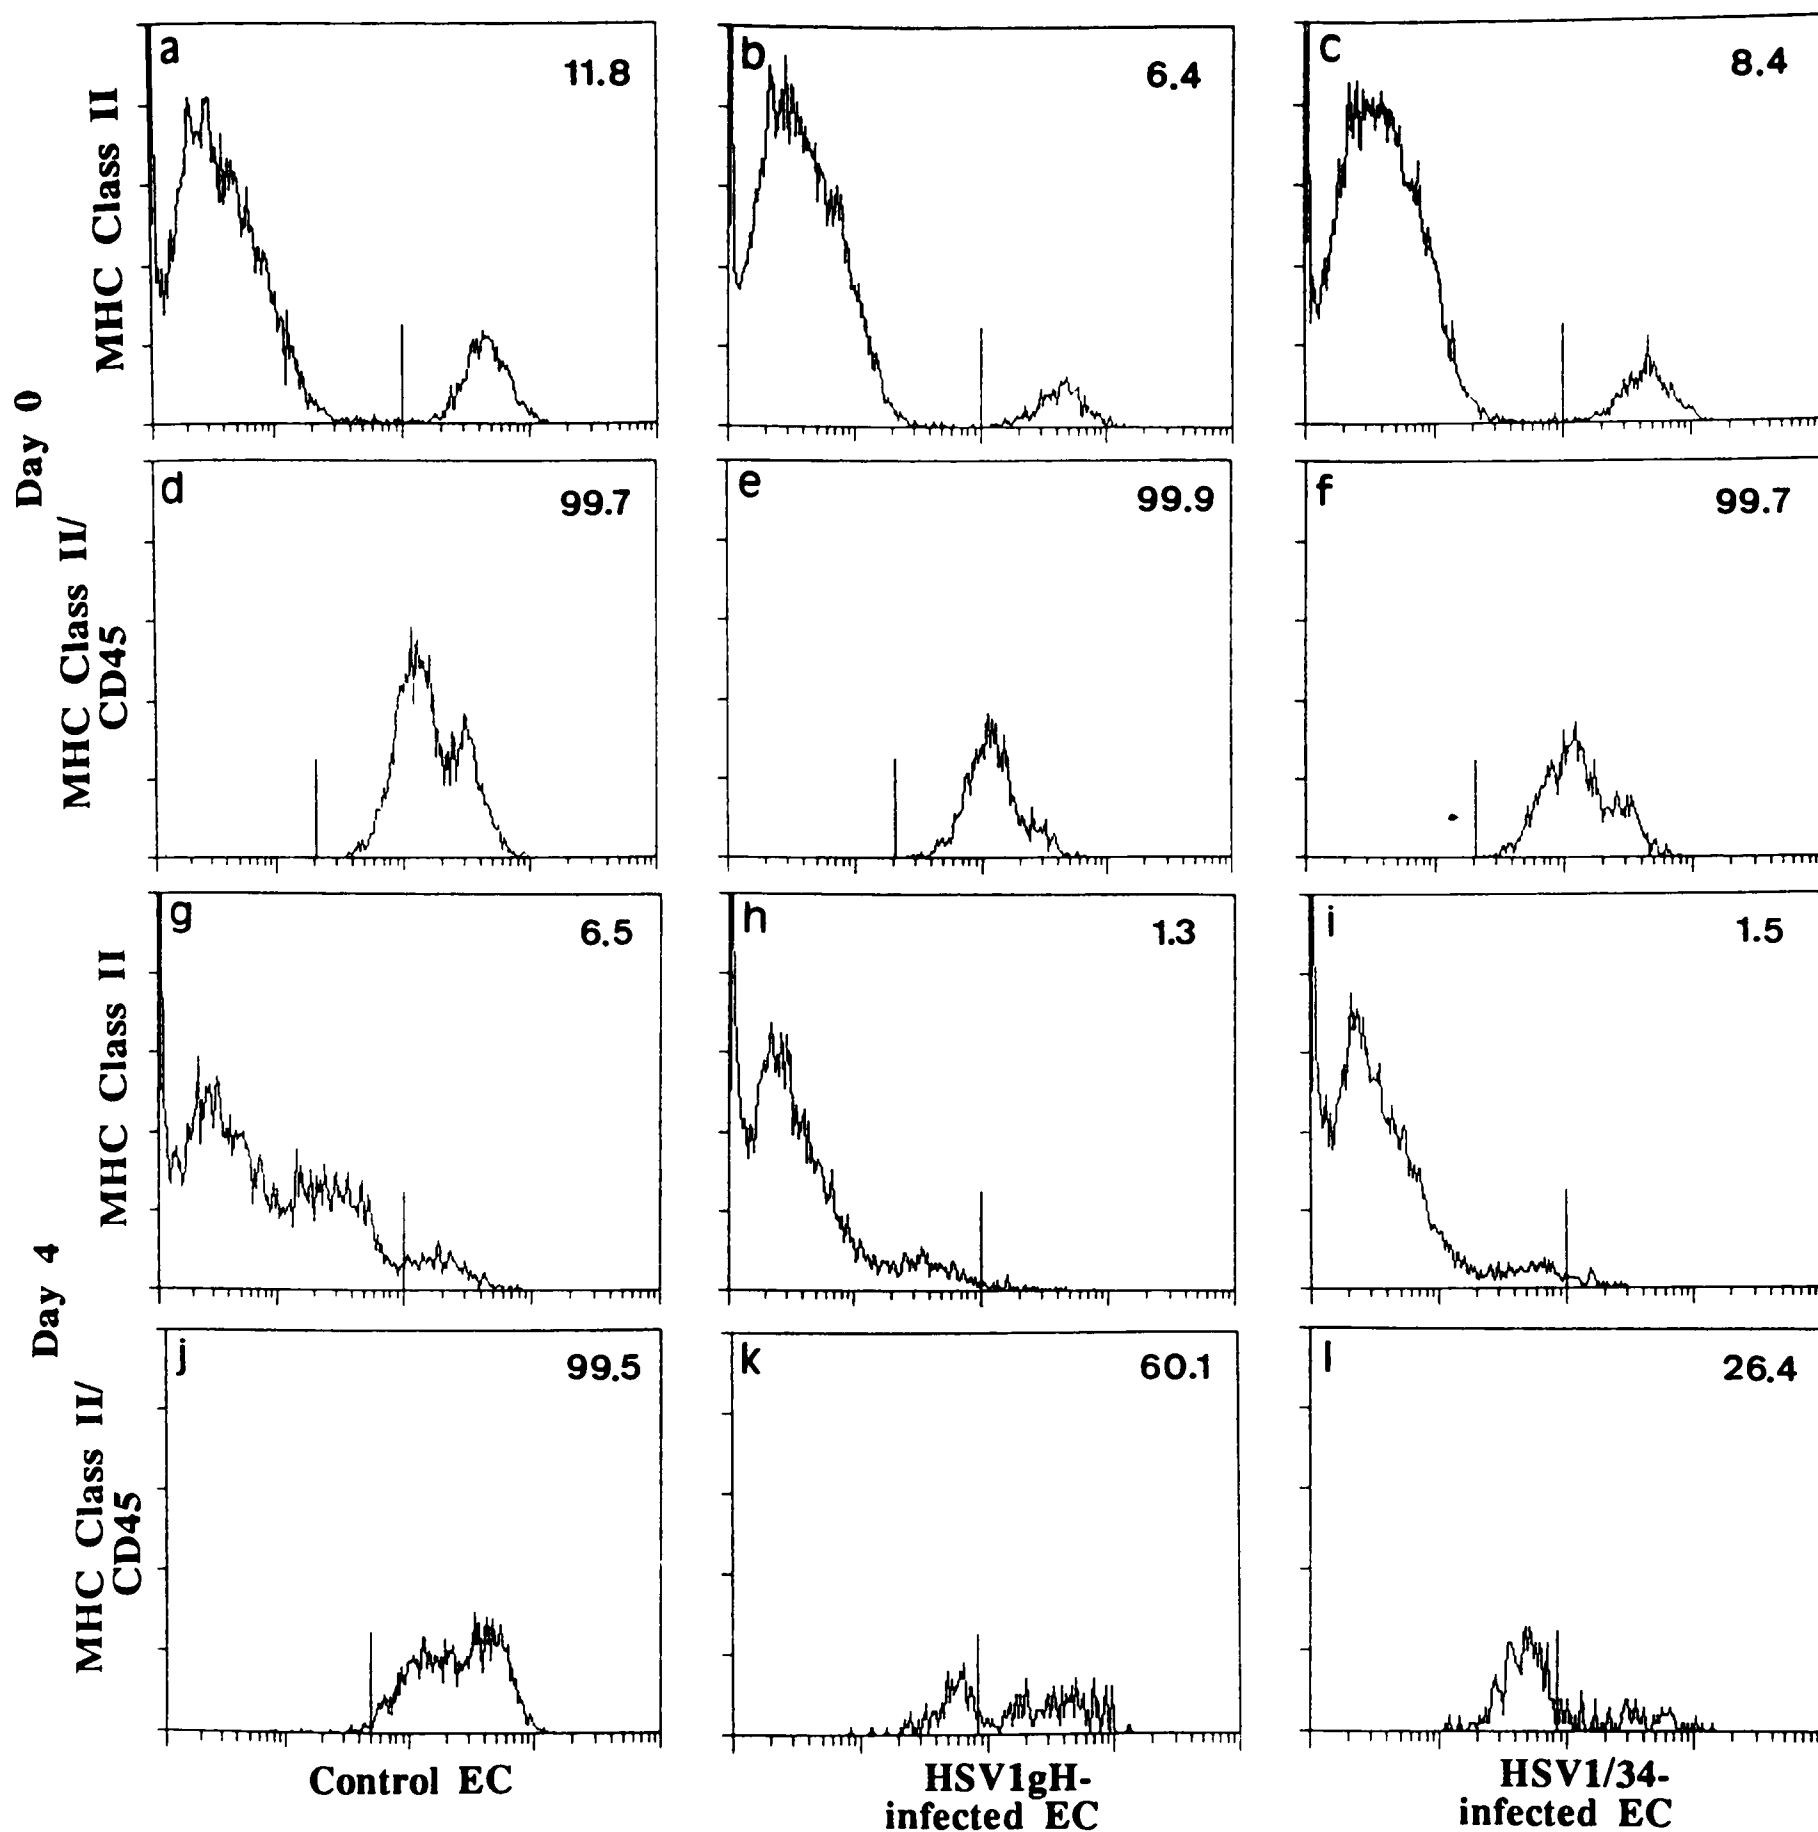 a
11.8
b
6.4
c
8.4
MHC Class II
d
99.7
e
99.9
f
99.7
Day 0
MHC Class II/
CD45
g
6.5
h
1.3
i
1.5
MHC Class II
j
99.5
k
60.1
l
26.4
Day 4
MHC Class II/
CD45
Control EC
HSV1gH-
infected EC
HSV1/34-
infected EC